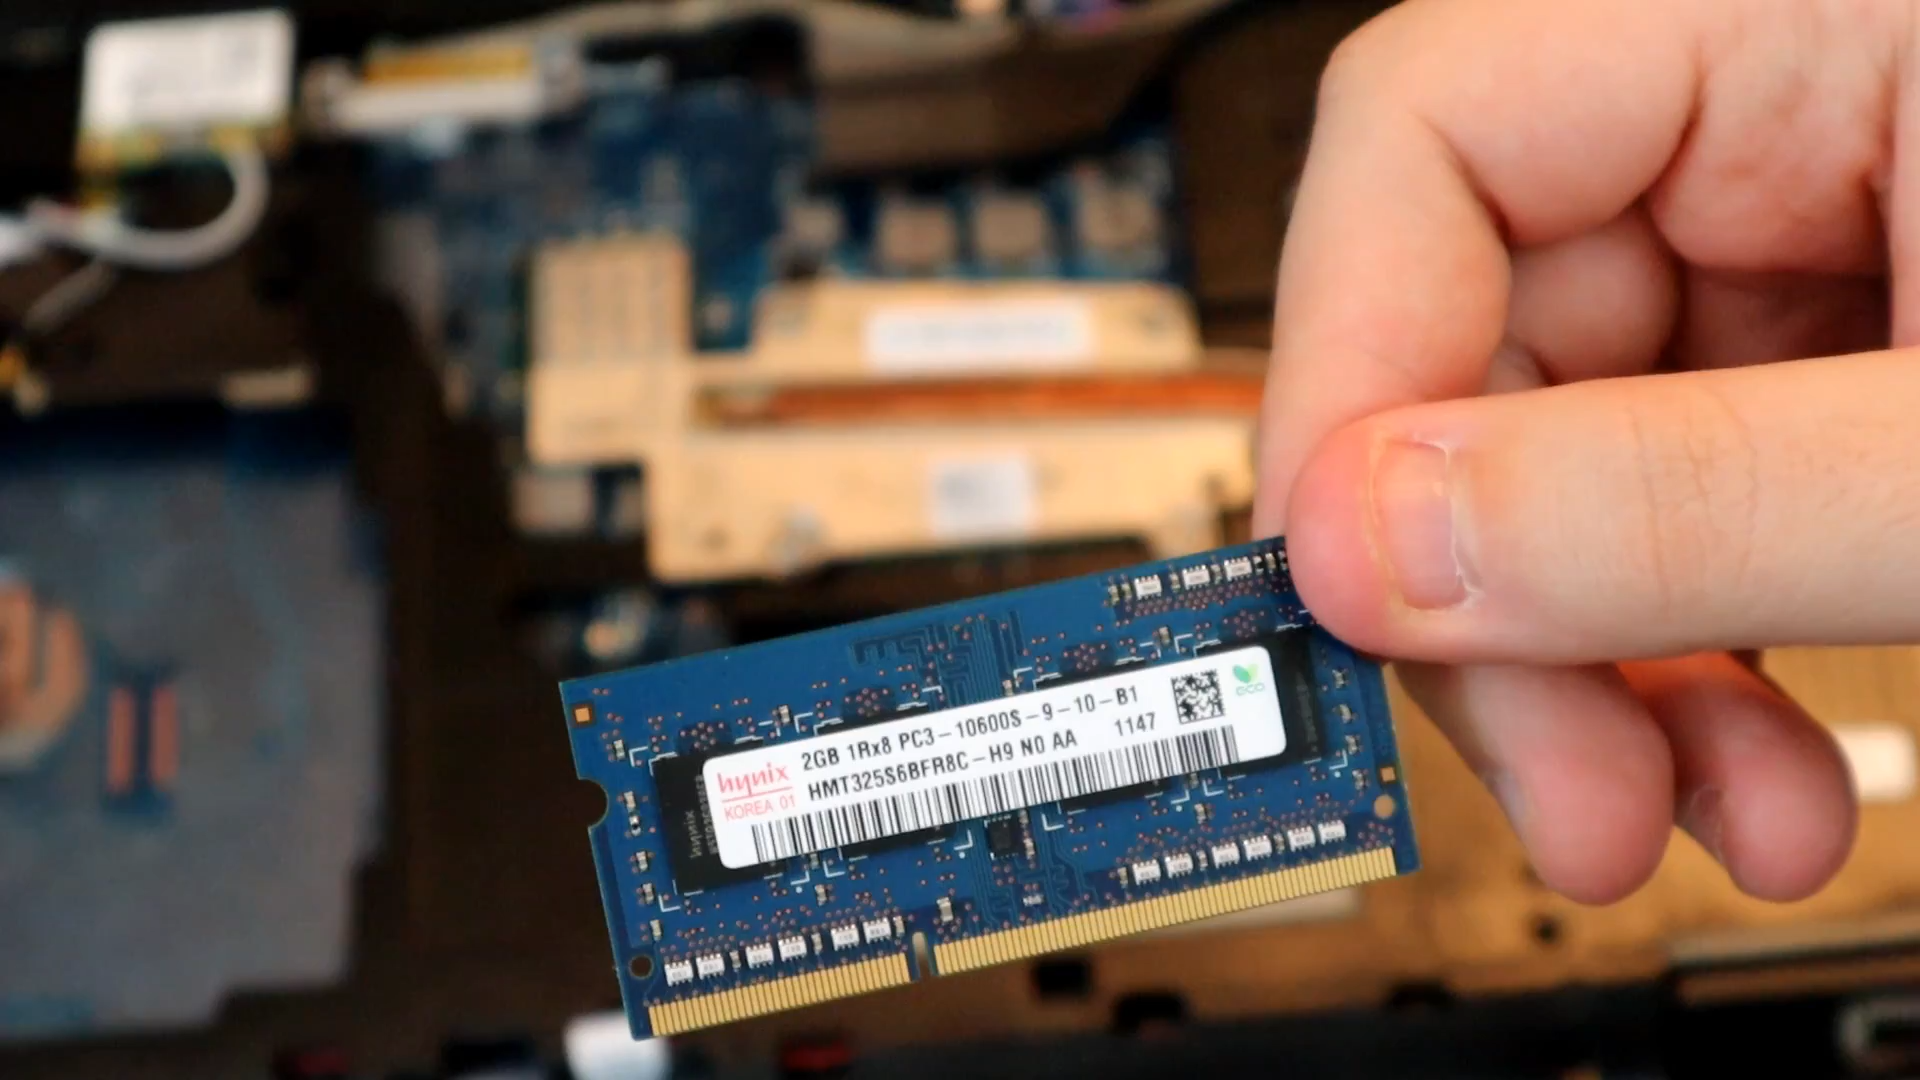 hynix
KOREA 01
2GB 1Rx8 PC3-10600S-9-10-B1
HMT325S6BFR8C-H9 N0 AA 1147
ECO
hynix